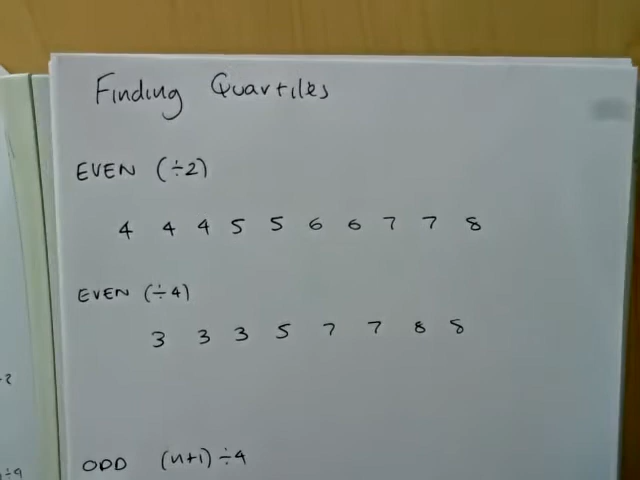 Finding Quartiles
EVEN (÷2)
4 4 4 5 5 6 6 7 7 8
EVEN (÷4)
3 3 3 5 7 7 8 8
ODD (n+1)÷4